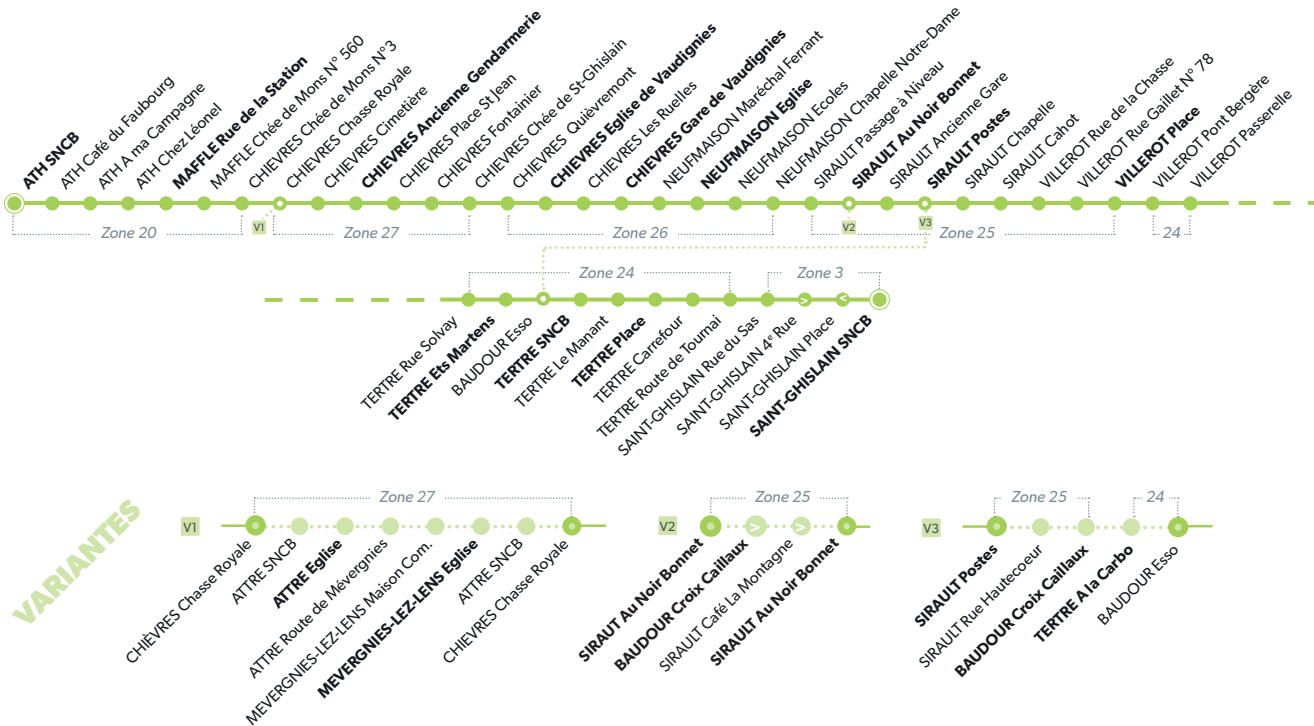 ATH SNCB
ATH Café du Faubourg
ATH A ma Campagne
ATH Chez Léonel
MAFFLE Rue de la Station
MAFFLE Chée de Mons N° 560
CHIEVRES Chée de Mons N°3
CHIEVRES Chasse Royale
CHIEVRES Cimetière
CHIEVRES Ancienne Gendarmerie
CHIEVRES Place St Jean
CHIEVRES Fontainier
CHIEVRES Chée de St-Ghislain
CHIEVRES Quièvremont
CHIEVRES Eglise de Vaudignies
CHIEVRES Les Ruelles
CHIEVRES Gare de Vaudignies
NEUFMAISON Maréchal Ferrant
NEUFMAISON Eglise
NEUFMAISON Ecoles
NEUFMAISON Chapelle Notre-Dame
SIRAULT Passage à Niveau
SIRAULT Au Noir Bonnet
SIRAULT Ancienne Gare
SIRAULT Postes
SIRAULT Chapelle
SIRAULT Cahot
VILLEROT Rue de la Chasse
VILLEROT Rue Gaillet N° 78
VILLEROT Place
VILLEROT Pont Bergère
VILLEROT Passerelle
Zone 20
V1
Zone 27
Zone 26
V2
V3
Zone 25
24
Zone 24
Zone 3
> <
TERTRE Rue Solvay
TERTRE Ets Martens
BAUDOUR Esso
TERTRE SNCB
TERTRE Le Manant
TERTRE Place
TERTRE Carrefour
TERTRE Route de Tournai
SAINT-GHISLAIN Rue du Sas
SAINT-GHISLAIN 4e Rue
SAINT-GHISLAIN Place
SAINT-GHISLAIN SNCB
VARIANTES
V1
Zone 27
CHIÈVRES Chasse Royale
ATTRE SNCB
ATTRE Eglise
ATTRE Route de Mévergnies
MEVERGNIES-LEZ-LENS Maison Com.
MEVERGNIES-LEZ-LENS Eglise
ATTRE SNCB
CHIEVRES Chasse Royale
V2
Zone 25
> >
SIRAUT Au Noir Bonnet
BAUDOUR Croix Caillaux
SIRAULT Café La Montagne
SIRAULT Au Noir Bonnet
V3
Zone 25
24
SIRAULT Postes
SIRAULT Rue Hautecoeur
BAUDOUR Croix Caillaux
TERTRE A la Carbo
BAUDOUR Esso